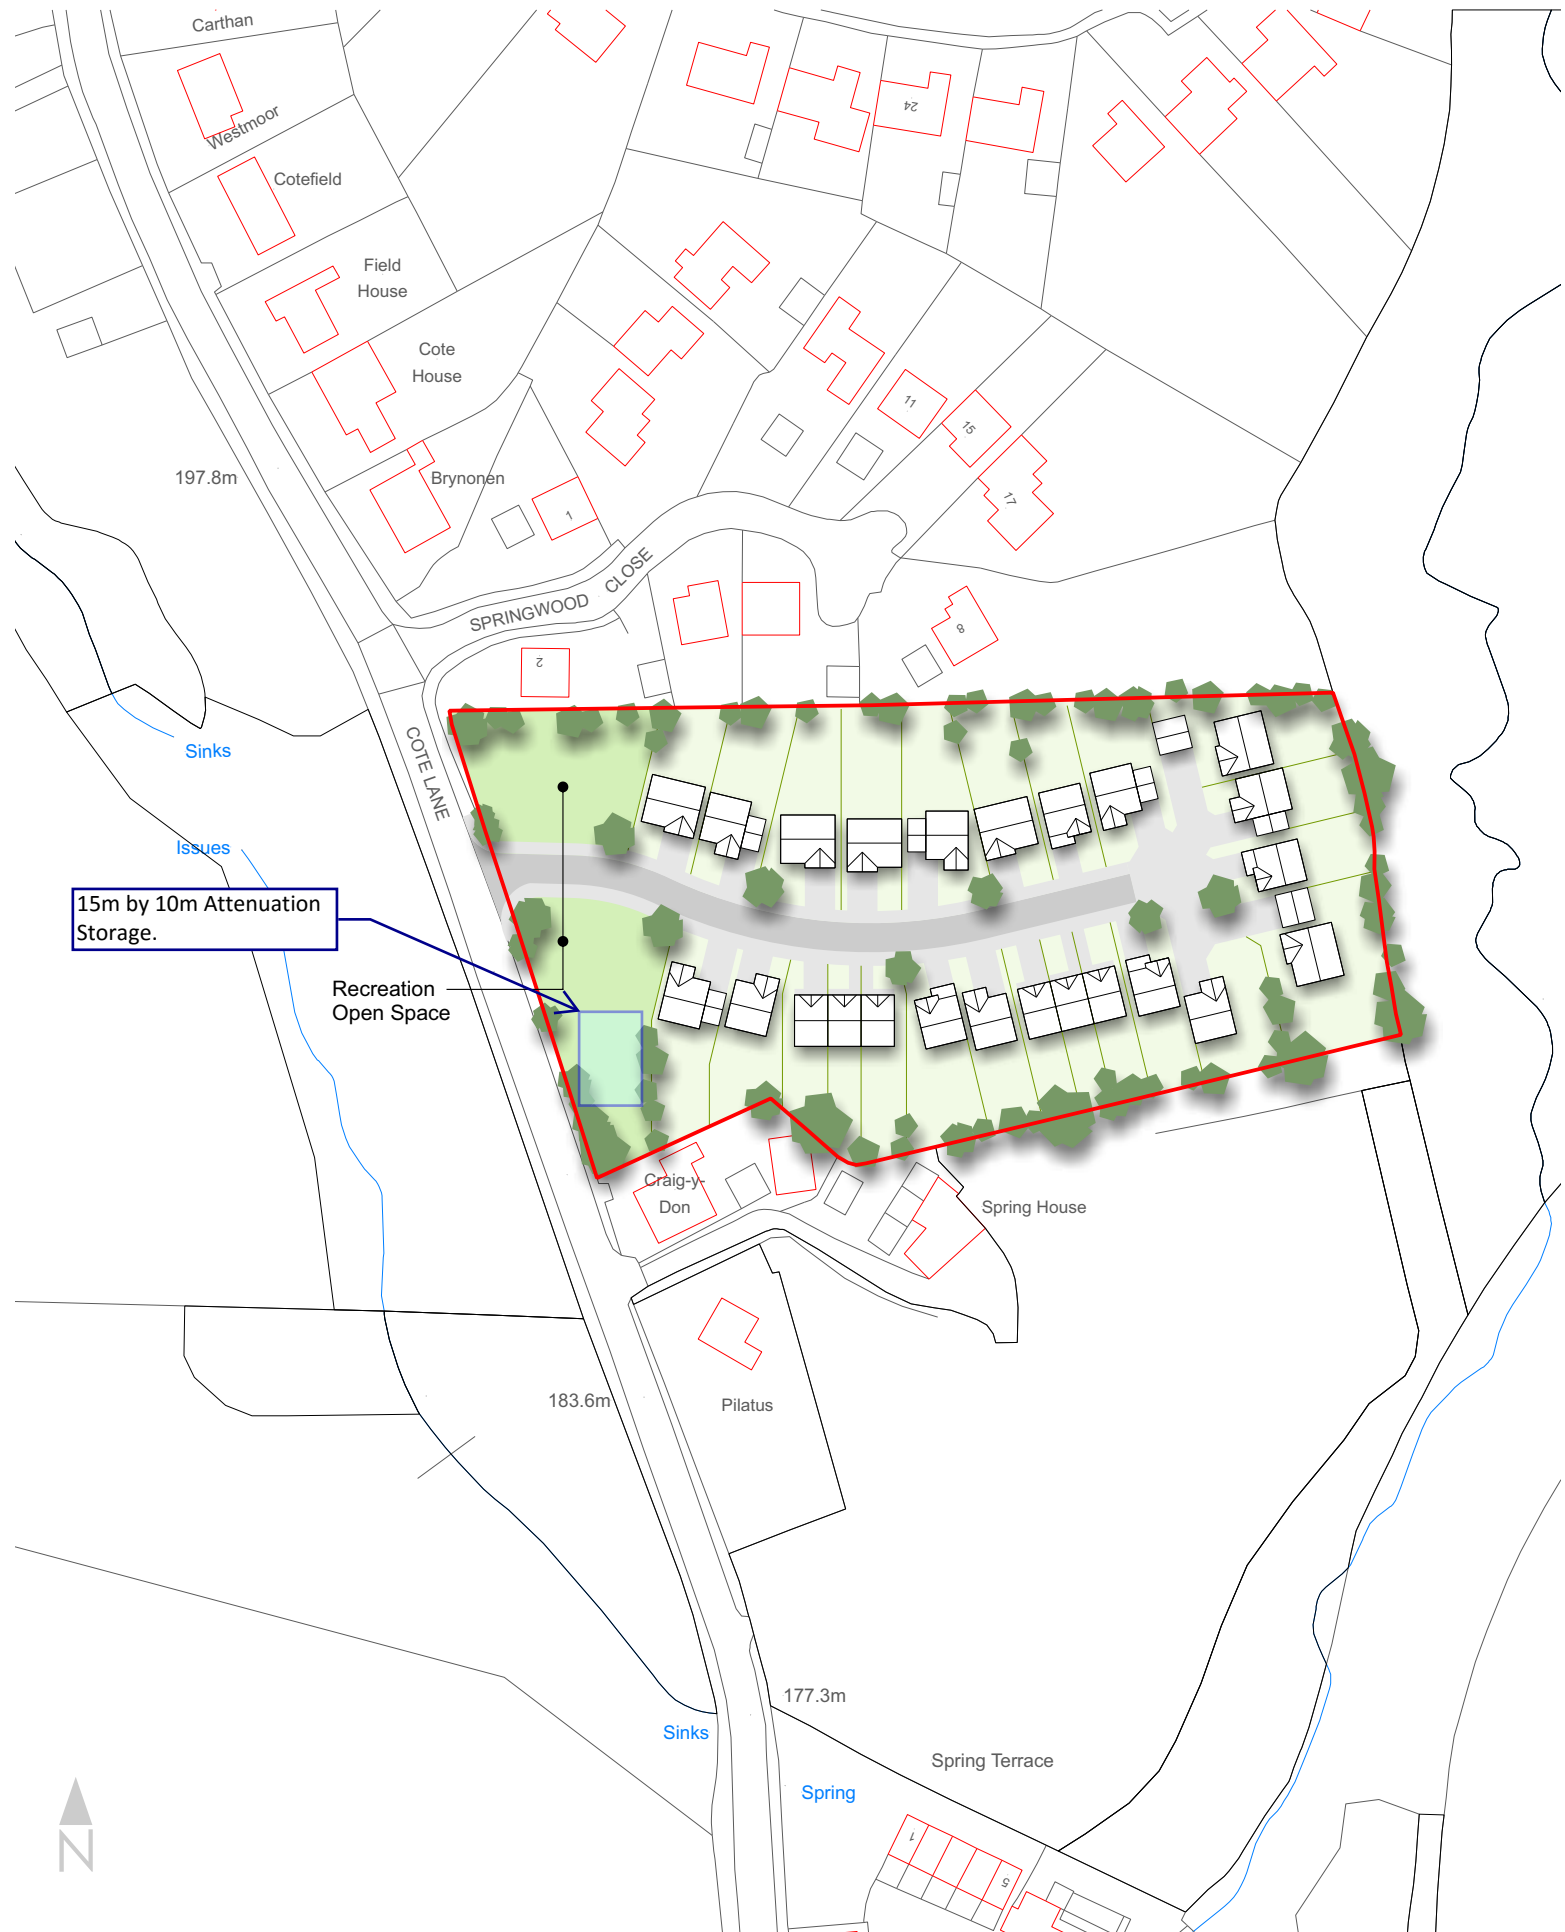 Carthan
Westmoor
Cotefield
Field
House
Cote
House
Brynonen
24
11
15
17
1
197.8m
SPRINGWOOD CLOSE
2
8
COTE LANE
Sinks
Issues
15m by 10m Attenuation
Storage.
Recreation
Open Space
Craig-y-
Don
Spring House
183.6m
Pilatus
177.3m
Sinks
Spring Terrace
Spring
1
5
N